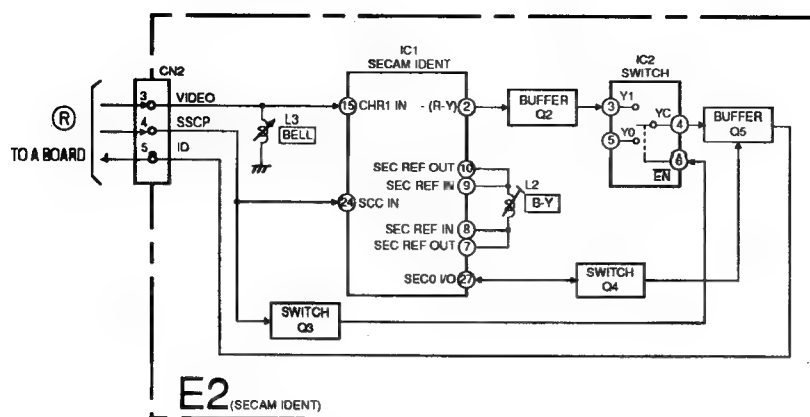 IC1
SECAM IDENT
IC2
SWITCH
CN2
3 VIDEO
4 SSCP
5 ID
R
TO A BOARD
L3
BELL
15 CHR1 IN
- (R-Y) 2
BUFFER
Q2
3 Y1
5 Y0
YC 4
6
EN
BUFFER
Q5
SEC REF OUT 10
SEC REF IN 9
L2
B-Y
24 SCC IN
SEC REF IN 8
SEC REF OUT 7
SEC0 I/O 27
SWITCH
Q4
SWITCH
Q3
E2 (SECAM IDENT)